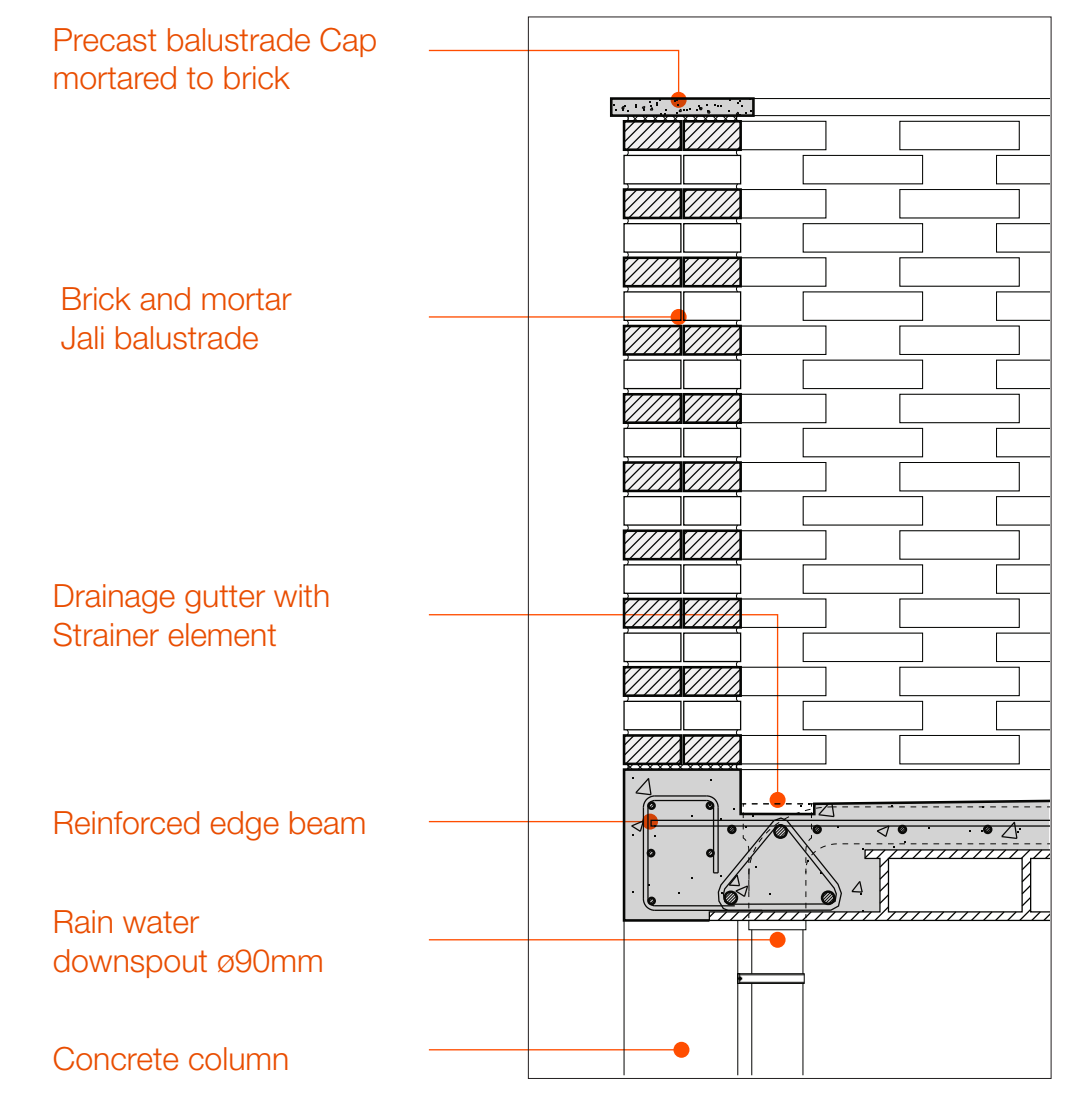 Precast balustrade Cap
mortared to brick
Brick and mortar
Jali balustrade
Drainage gutter with
Strainer element
Reinforced edge beam
Rain water
downspout ø90mm
Concrete column